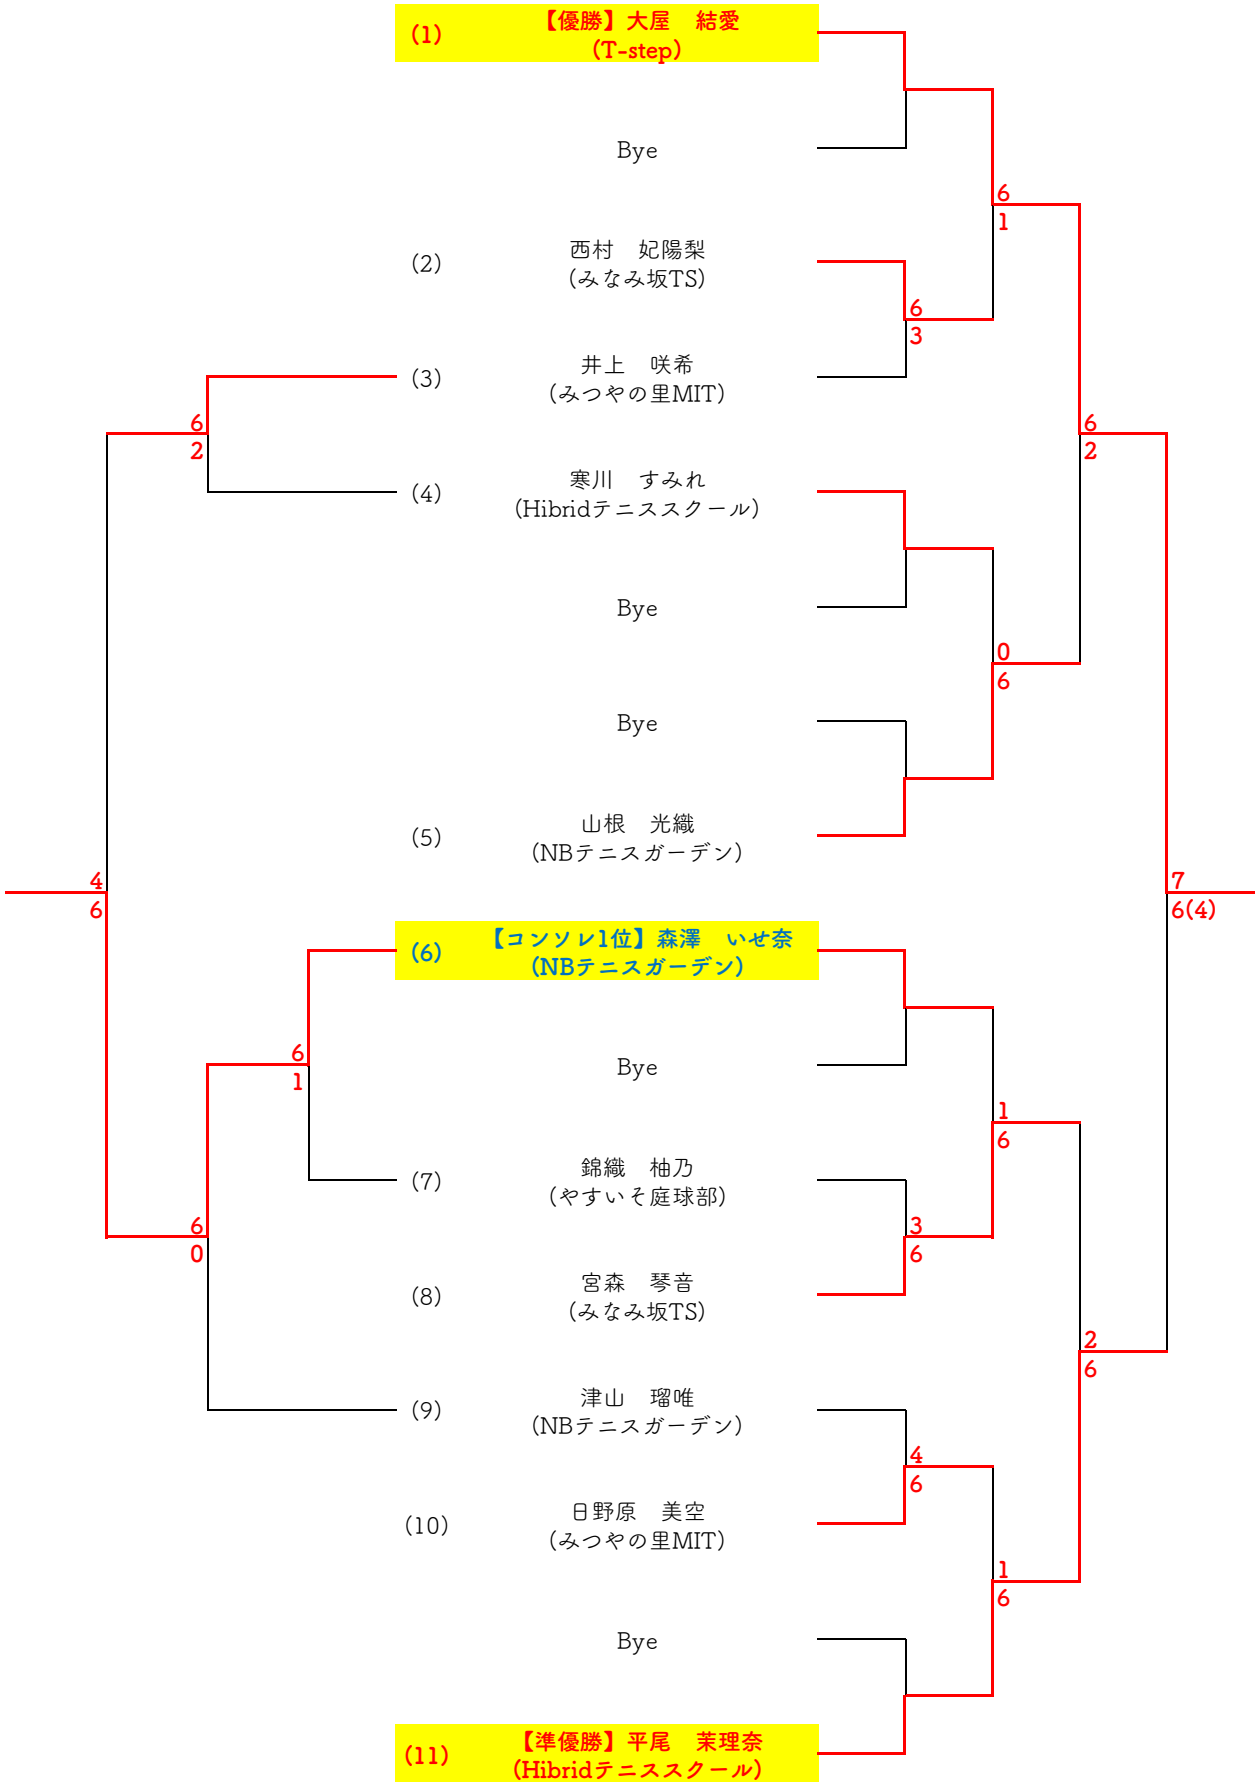 (1)
【優勝】大屋　結愛
(T-step)
Bye
6
1
(2)
西村　妃陽梨
(みなみ坂TS)
6
3
(3)
井上　咲希
(みつやの里MIT)
6
2
6
2
(4)
寒川　すみれ
(Hibridテニススクール)
Bye
0
6
Bye
(5)
山根　光織
(NBテニスガーデン)
4
6
7
6(4)
(6)
【コンソレ1位】森澤　いせ奈
(NBテニスガーデン)
6
1
Bye
1
6
(7)
錦織　柚乃
(やすいそ庭球部)
6
0
3
6
(8)
宮森　琴音
(みなみ坂TS)
2
6
(9)
津山　瑠唯
(NBテニスガーデン)
4
6
(10)
日野原　美空
(みつやの里MIT)
1
6
Bye
(11)
【準優勝】平尾　茉理奈
(Hibridテニススクール)